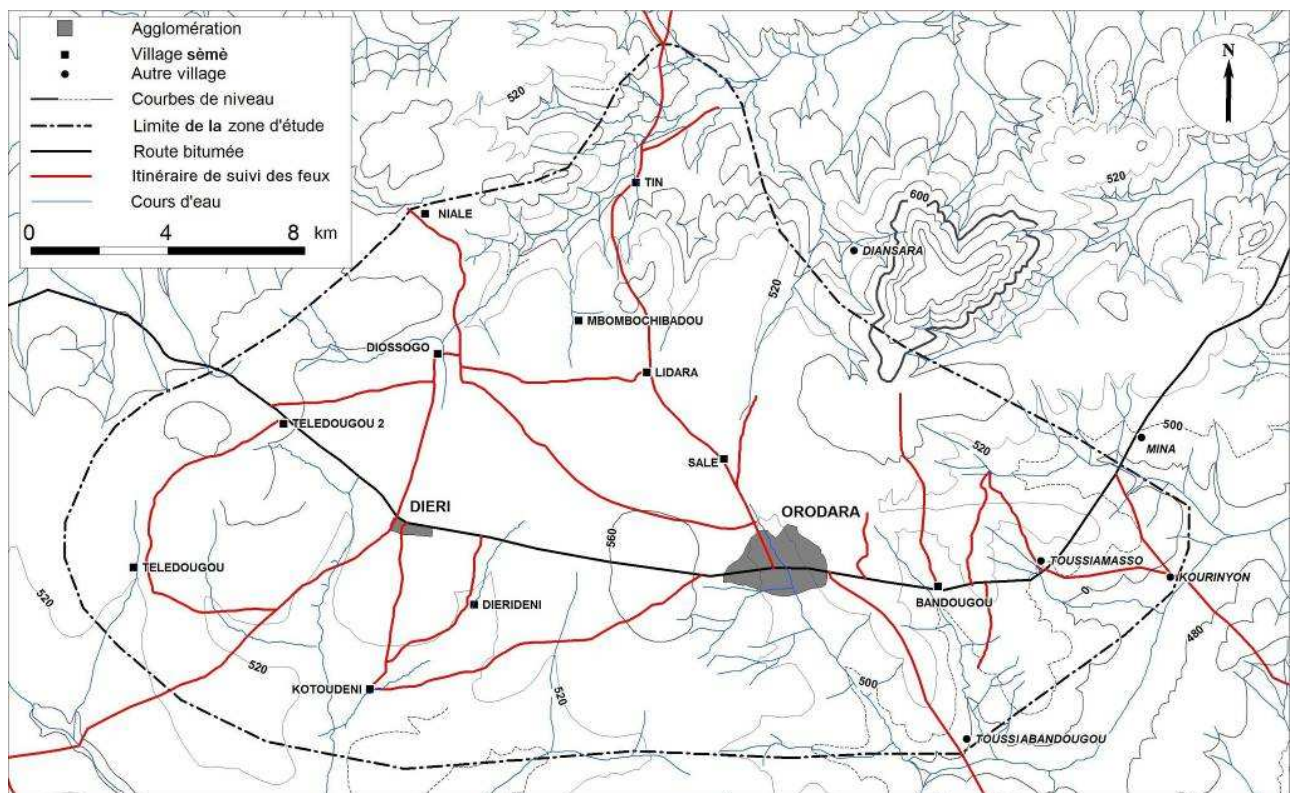 Agglomération
Village sèmè
Autre village
Courbes de niveau
Limite de la zone d'étude
Route bitumée
Itinéraire de suivi des feux
Cours d'eau
0 4 8 km
N
520
520
TIN
600
NIALE
DIANSARA
520
MBOMBOCHIBADOU
DIOSSOGO
LIDARA
TELEDOUGOU 2
500
MINA
520
SALE
DIERI
ORODARA
560
TELEDOUGOU
TOUSSIAMASSO
KOURINYON
0
520
DIERIDENI
BANDOUGOU
480
520
KOTOUDENI
520
500
TOUSSIABANDOUGOU